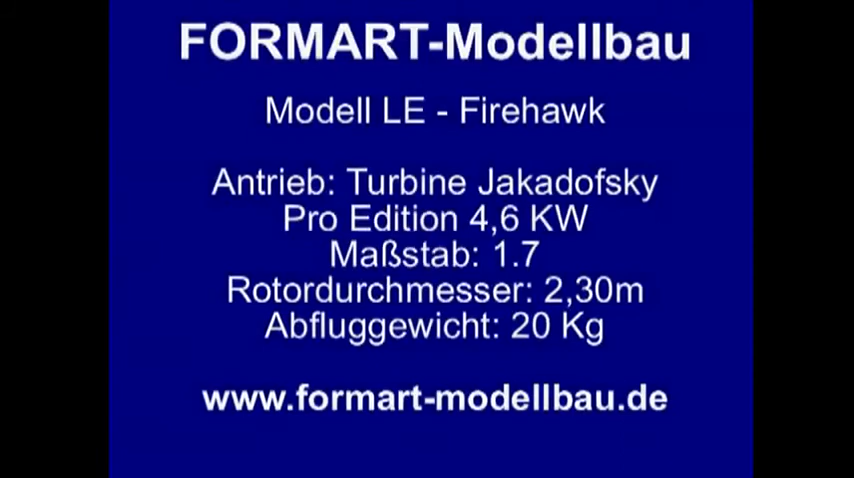 FORMART-Modellbau
Modell LE - Firehawk
Antrieb: Turbine Jakadofsky
Pro Edition 4,6 KW
Maßstab: 1.7
Rotordurchmesser: 2,30m
Abfluggewicht: 20 Kg
www.formart-modellbau.de